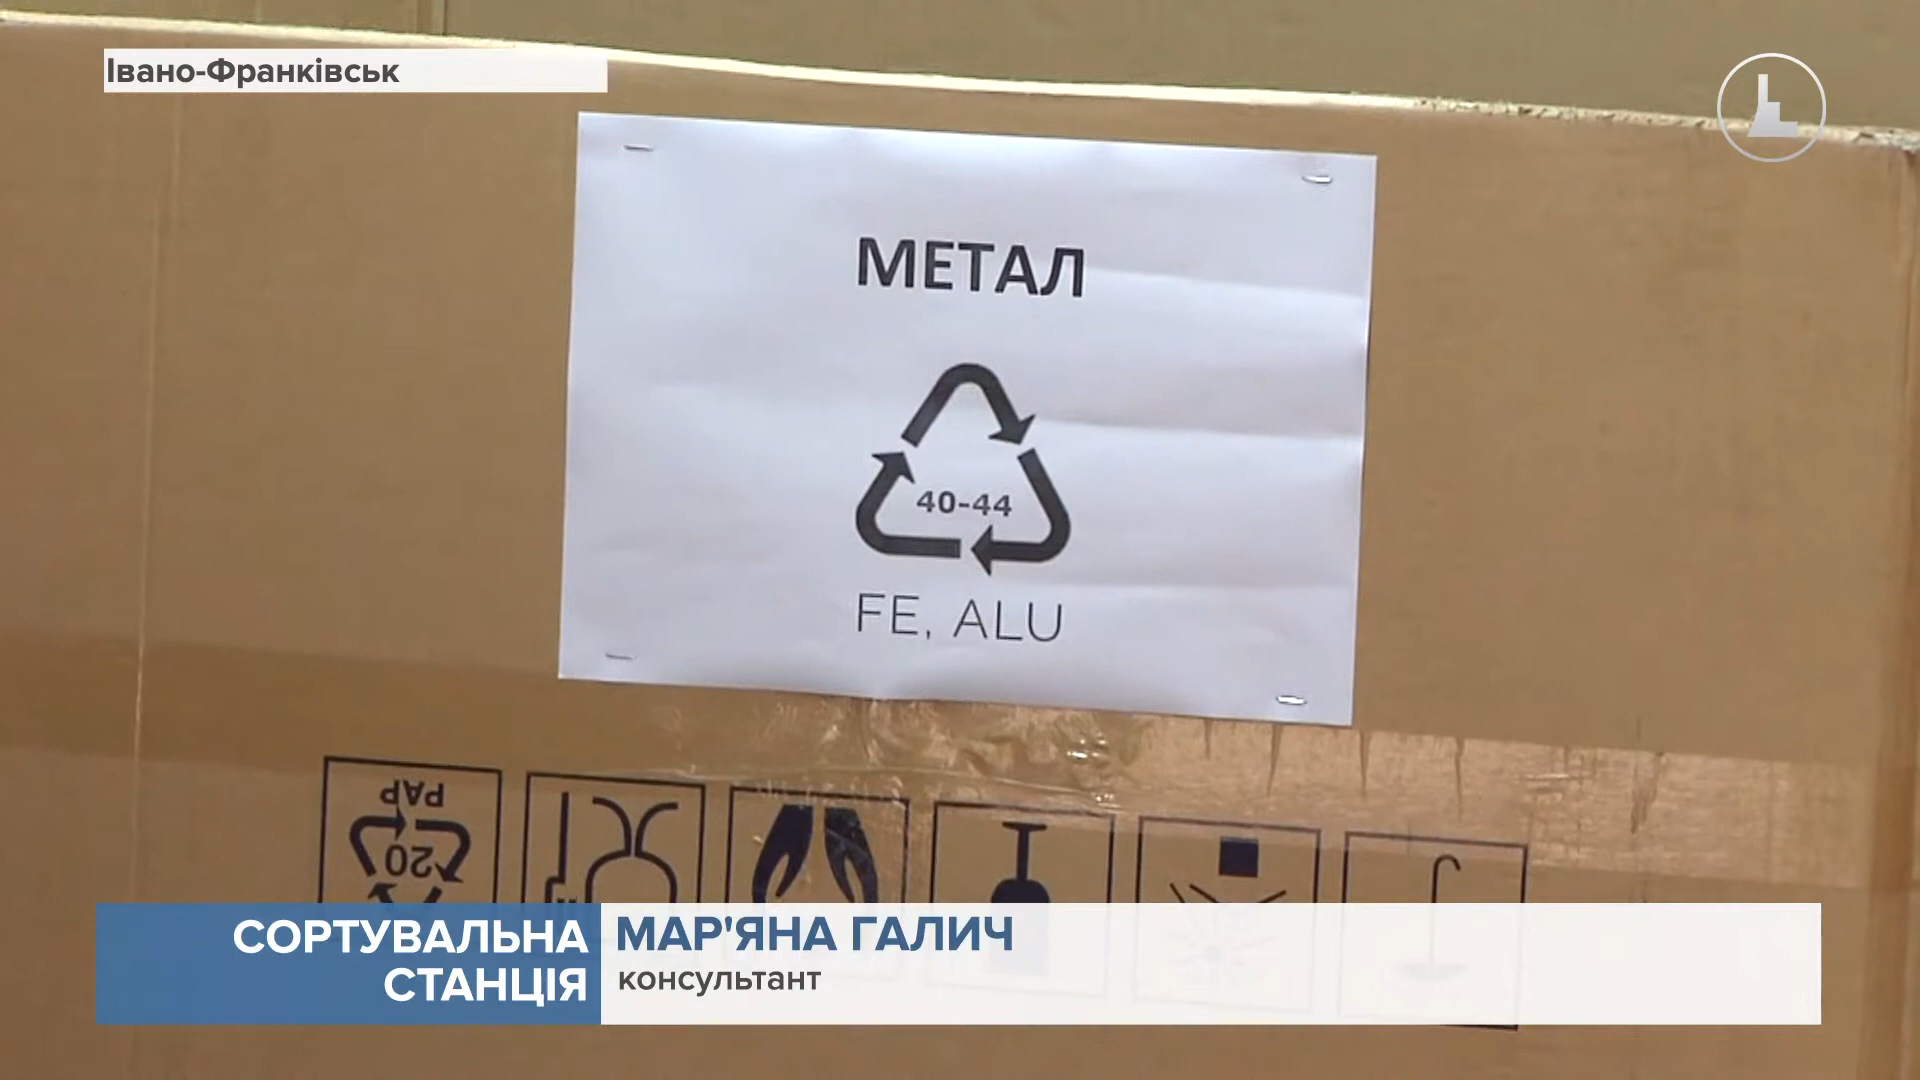 Івано-Франківськ
МЕТАЛ
40-44
FE, ALU
PAP
20
СОРТУВАЛЬНА
СТАНЦІЯ
МАР'ЯНА ГАЛИЧ
консультант